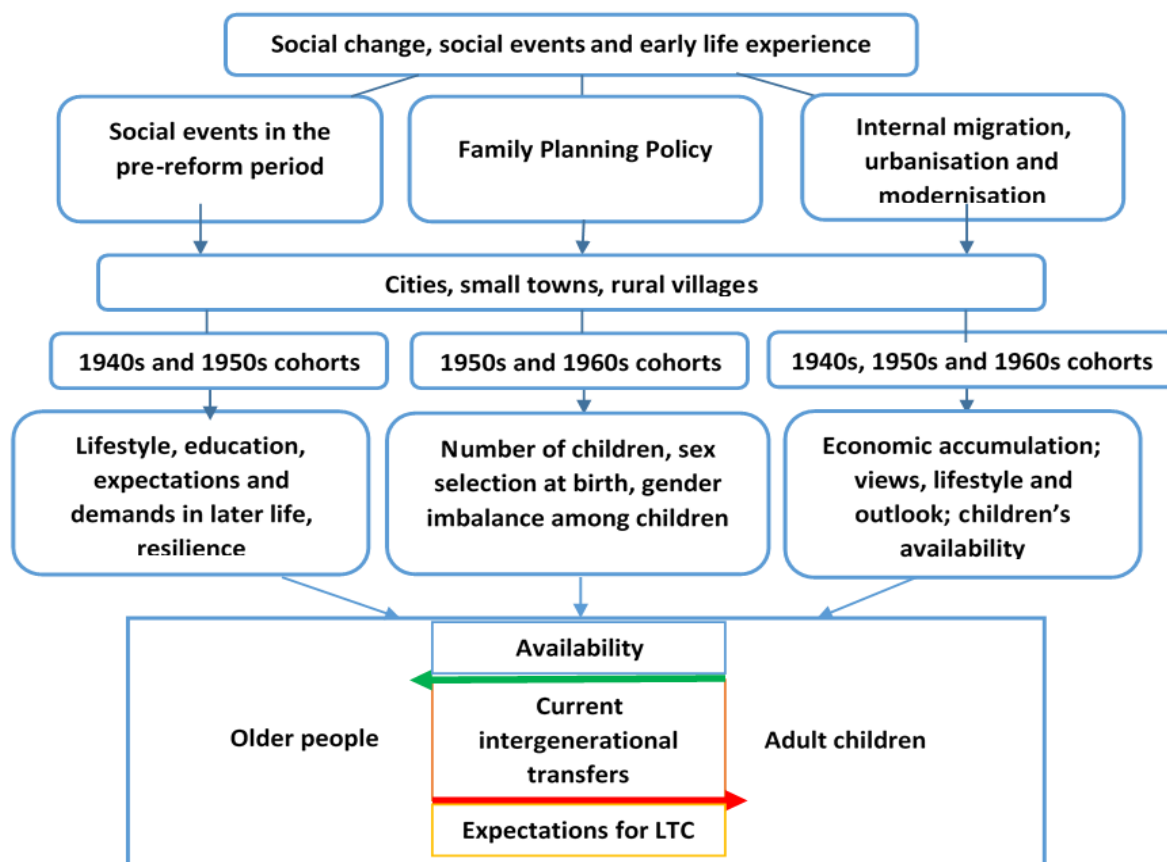 Social change, social events and early life experience
Social events in the
pre-reform period
Family Planning Policy
Internal migration,
urbanisation and
modernisation
Cities, small towns, rural villages
1940s and 1950s cohorts
1950s and 1960s cohorts
1940s, 1950s and 1960s cohorts
Lifestyle, education,
expectations and
demands in later life,
resilience
Number of children, sex
selection at birth, gender
imbalance among children
Economic accumulation;
views, lifestyle and
outlook; children’s
availability
Availability
Older people
Current
intergenerational
transfers
Adult children
Expectations for LTC